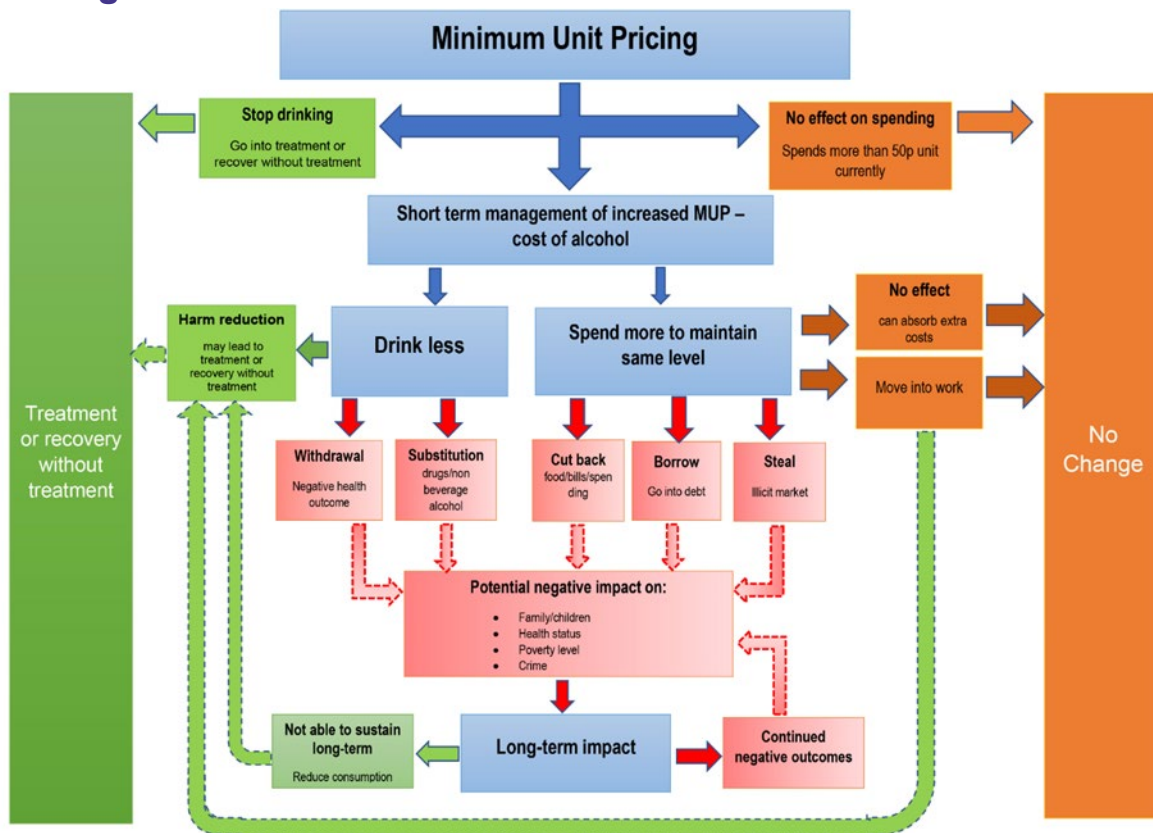 Minimum Unit Pricing
Stop drinking
Go into treatment or
recover without treatment
No effect on spending
Spends more than 50p unit
currently
Short term management of increased MUP –
cost of alcohol
Harm reduction
may lead to
treatment or
recovery without
treatment
Drink less
Spend more to maintain
same level
No effect
can absorb extra
costs
Move into work
Treatment
or recovery
without
treatment
No
Change
Withdrawal
Negative health
outcome
Substitution
drugs/non
beverage
alcohol
Cut back
food/bills/spen
ding
Borrow
Go into debt
Steal
Illicit market
Potential negative impact on:
• Family/children
• Health status
• Poverty level
• Crime
Not able to sustain
long-term
Reduce consumption
Long-term impact
Continued
negative outcomes